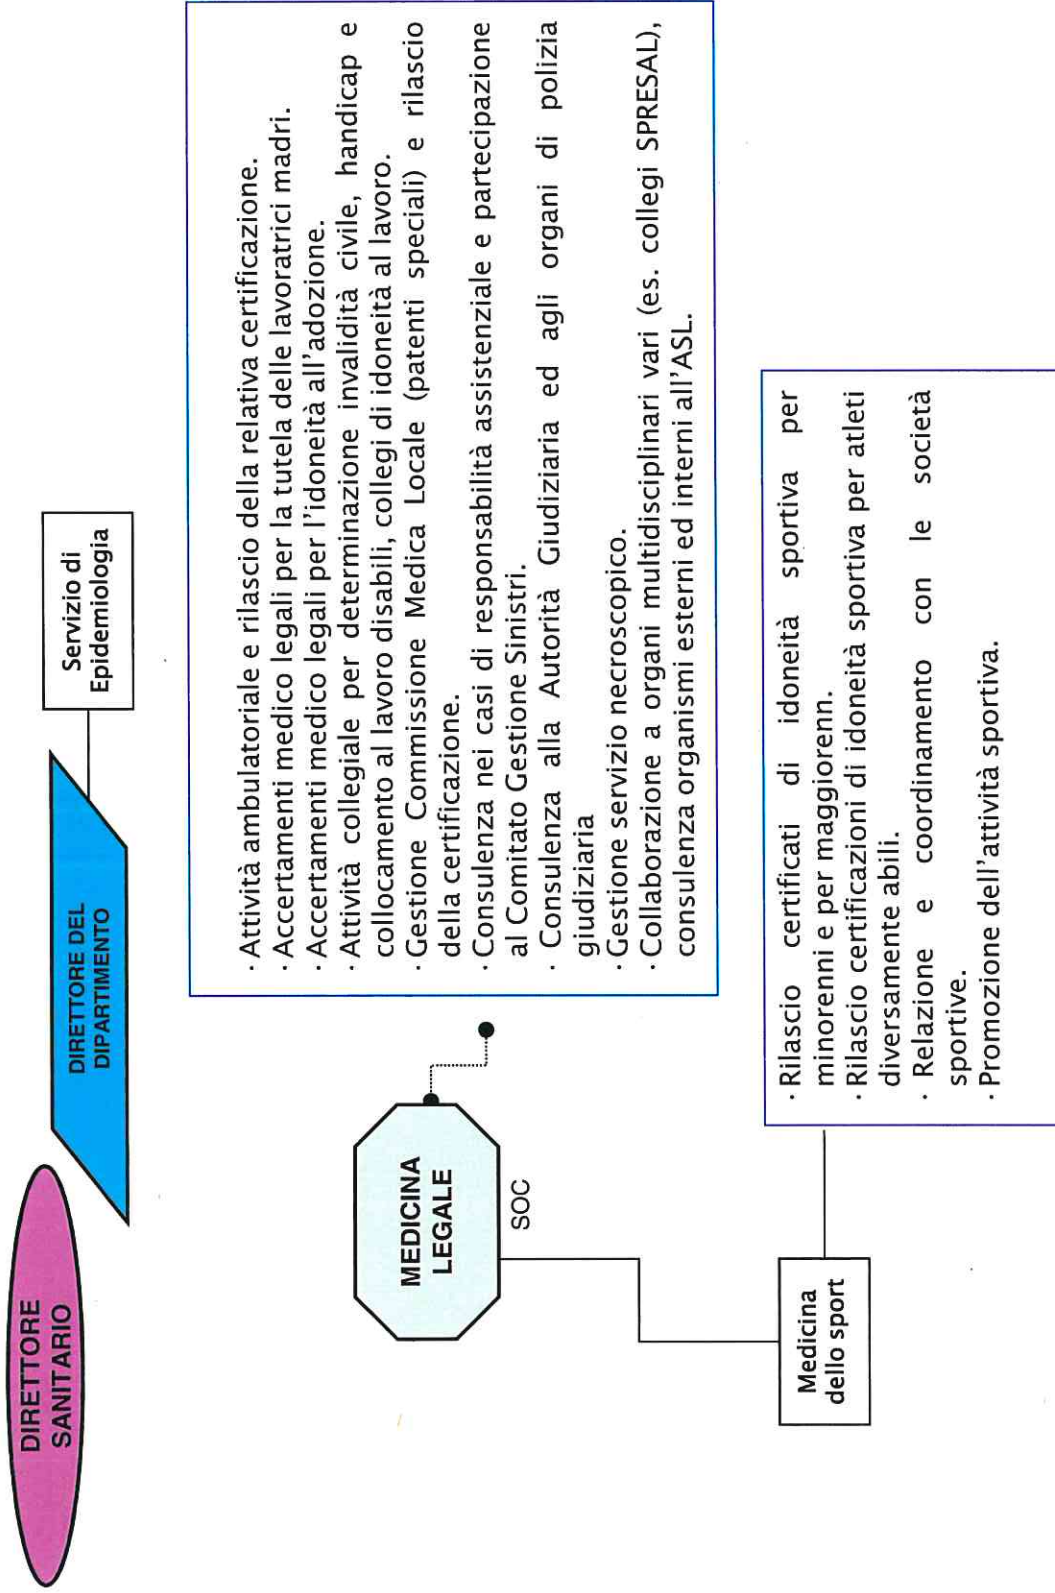 DIRETTORE
SANITARIO
DIRETTORE DEL
DIPARTIMENTO
Servizio di
Epidemiologia
MEDICINA
LEGALE
SOC
· Attività ambulatoriale e rilascio della relativa certificazione.
· Accertamenti medico legali per la tutela delle lavoratrici madri.
· Accertamenti medico legali per l'idoneità all'adozione.
· Attività collegiale per determinazione invalidità civile, handicap e
collocamento al lavoro disabili, collegi di idoneità al lavoro.
· Gestione Commissione Medica Locale (patenti speciali) e rilascio
della certificazione.
· Consulenza nei casi di responsabilità assistenziale e partecipazione
al Comitato Gestione Sinistri.
· Consulenza alla Autorità Giudiziaria ed agli organi di polizia
giudiziaria
· Gestione servizio necroscopico.
· Collaborazione a organi multidisciplinari vari (es. collegi SPRESAL),
consulenza organismi esterni ed interni all'ASL.
Medicina
dello sport
· Rilascio certificati di idoneità sportiva per
minorenni e per maggiorenn.
· Rilascio certificazioni di idoneità sportiva per atleti
diversamente abili.
· Relazione e coordinamento con le società
sportive.
· Promozione dell'attività sportiva.